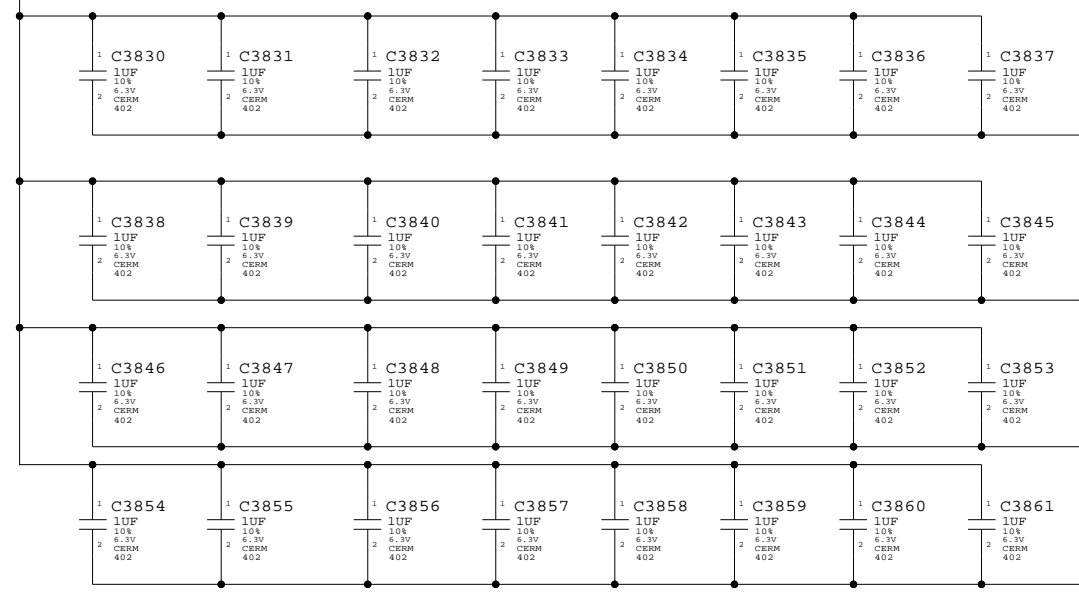 1 C3830 1 C3831 1 C3832 1 C3833 1 C3834 1 C3835 1 C3836 1 C3837
1UF 1UF 1UF 1UF 1UF 1UF 1UF 1UF
10% 10% 10% 10% 10% 10% 10% 10%
6.3V 6.3V 6.3V 6.3V 6.3V 6.3V 6.3V 6.3V
2 CERM 2 CERM 2 CERM 2 CERM 2 CERM 2 CERM 2 CERM 2 CERM
402 402 402 402 402 402 402 402
1 C3838 1 C3839 1 C3840 1 C3841 1 C3842 1 C3843 1 C3844 1 C3845
1UF 1UF 1UF 1UF 1UF 1UF 1UF 1UF
10% 10% 10% 10% 10% 10% 10% 10%
6.3V 6.3V 6.3V 6.3V 6.3V 6.3V 6.3V 6.3V
2 CERM 2 CERM 2 CERM 2 CERM 2 CERM 2 CERM 2 CERM 2 CERM
402 402 402 402 402 402 402 402
1 C3846 1 C3847 1 C3848 1 C3849 1 C3850 1 C3851 1 C3852 1 C3853
1UF 1UF 1UF 1UF 1UF 1UF 1UF 1UF
10% 10% 10% 10% 10% 10% 10% 10%
6.3V 6.3V 6.3V 6.3V 6.3V 6.3V 6.3V 6.3V
2 CERM 2 CERM 2 CERM 2 CERM 2 CERM 2 CERM 2 CERM 2 CERM
402 402 402 402 402 402 402 402
1 C3854 1 C3855 1 C3856 1 C3857 1 C3858 1 C3859 1 C3860 1 C3861
1UF 1UF 1UF 1UF 1UF 1UF 1UF 1UF
10% 10% 10% 10% 10% 10% 10% 10%
6.3V 6.3V 6.3V 6.3V 6.3V 6.3V 6.3V 6.3V
2 CERM 2 CERM 2 CERM 2 CERM 2 CERM 2 CERM 2 CERM 2 CERM
402 402 402 402 402 402 402 402